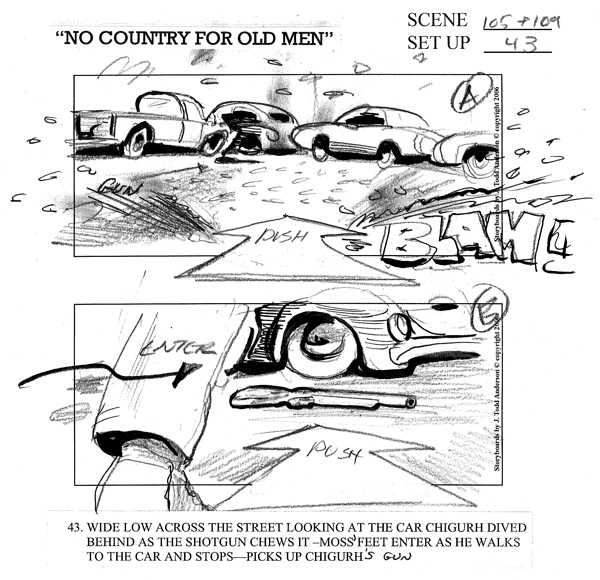 “NO COUNTRY FOR OLD MEN”
SCENE 105 + 109
SET UP 43
A
Storyboards by J. Todd Anderson © copyright 2006
GUN
PUSH
BLAM
B
Storyboards by J. Todd Anderson © copyright 2006
ENTER
PUSH
43. WIDE LOW ACROSS THE STREET LOOKING AT THE CAR CHIGURH DIVED
BEHIND AS THE SHOTGUN CHEWS IT –MOSS' FEET ENTER AS HE WALKS
TO THE CAR AND STOPS—PICKS UP CHIGURH'S GUN